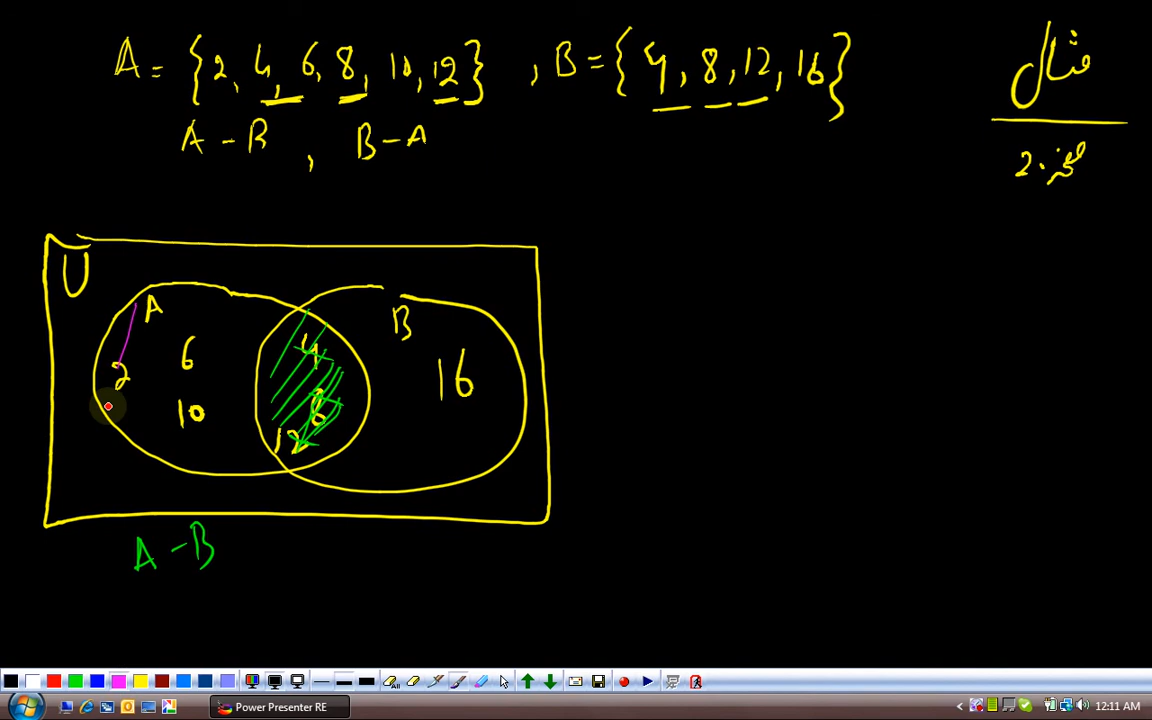 A = {2, 4, 6, 8, 10, 12} , B = {4, 8, 12, 16}
مثال
A - B , B - A
U
A
B
6
4
2
16
10
8
12
A - B
Power Presenter RE
12:11 AM